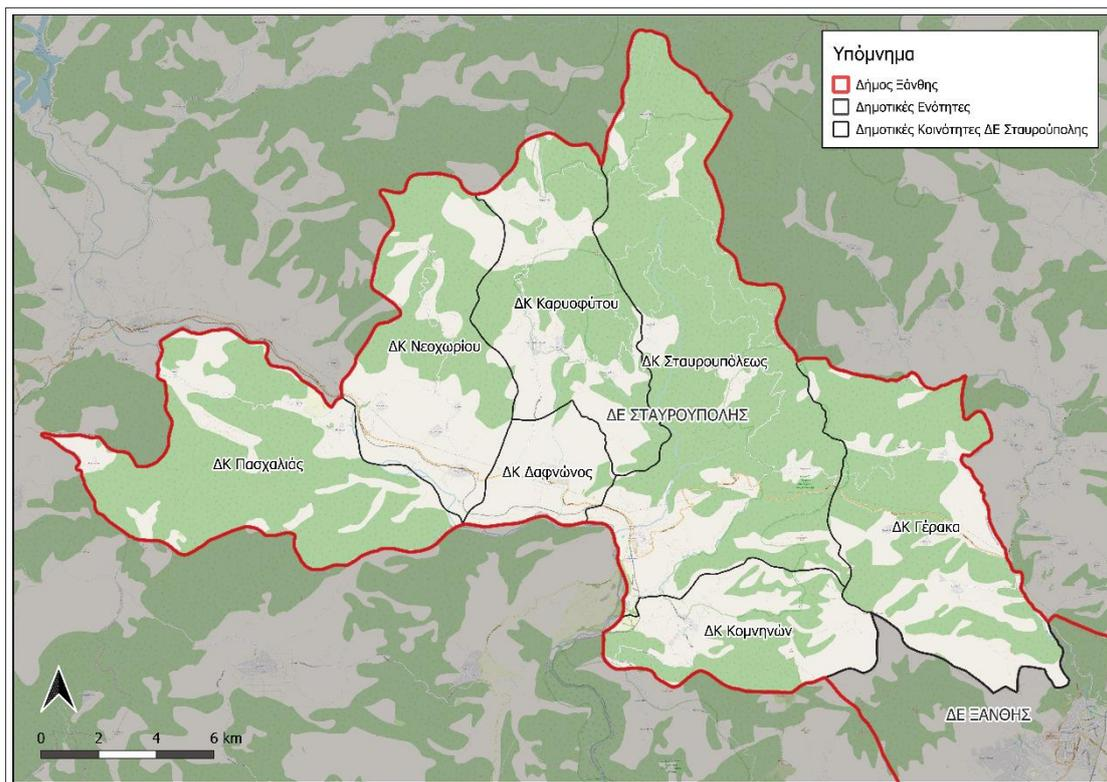 Υπόμνημα
Δήμος Ξάνθης
Δημοτικές Ενότητες
Δημοτικές Κοινότητες ΔΕ Σταυρούπολης
ΔΚ Καρυοφύτου
ΔΚ Νεοχωρίου
ΔΚ Σταυρουπόλεως
ΔΕ ΣΤΑΥΡΟΥΠΟΛΗΣ
ΔΚ Πασχαλιάς
ΔΚ Δαφνώνος
ΔΚ Γέρακα
ΔΚ Κομνηνών
ΔΕ ΞΑΝΘΗΣ
0 2 4 6 km